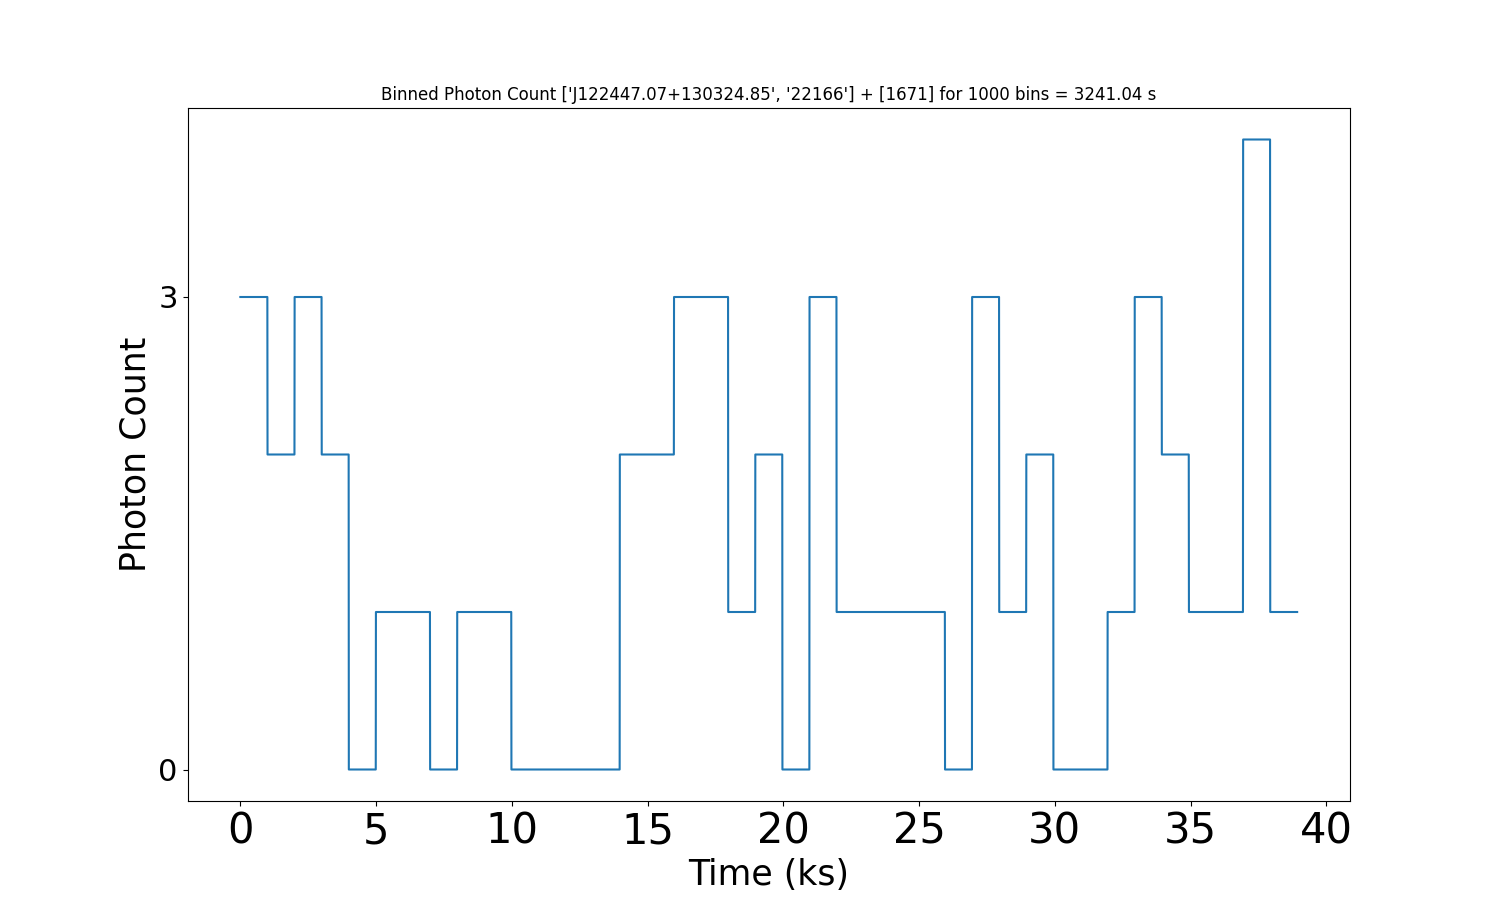 Binned Photon Count ['J122447.07+130324.85', '22166'] + [1671] for 1000 bins = 3241.04 s
3
Photon Count
0
0 5 10 15 20 25 30 35 40
Time (ks)